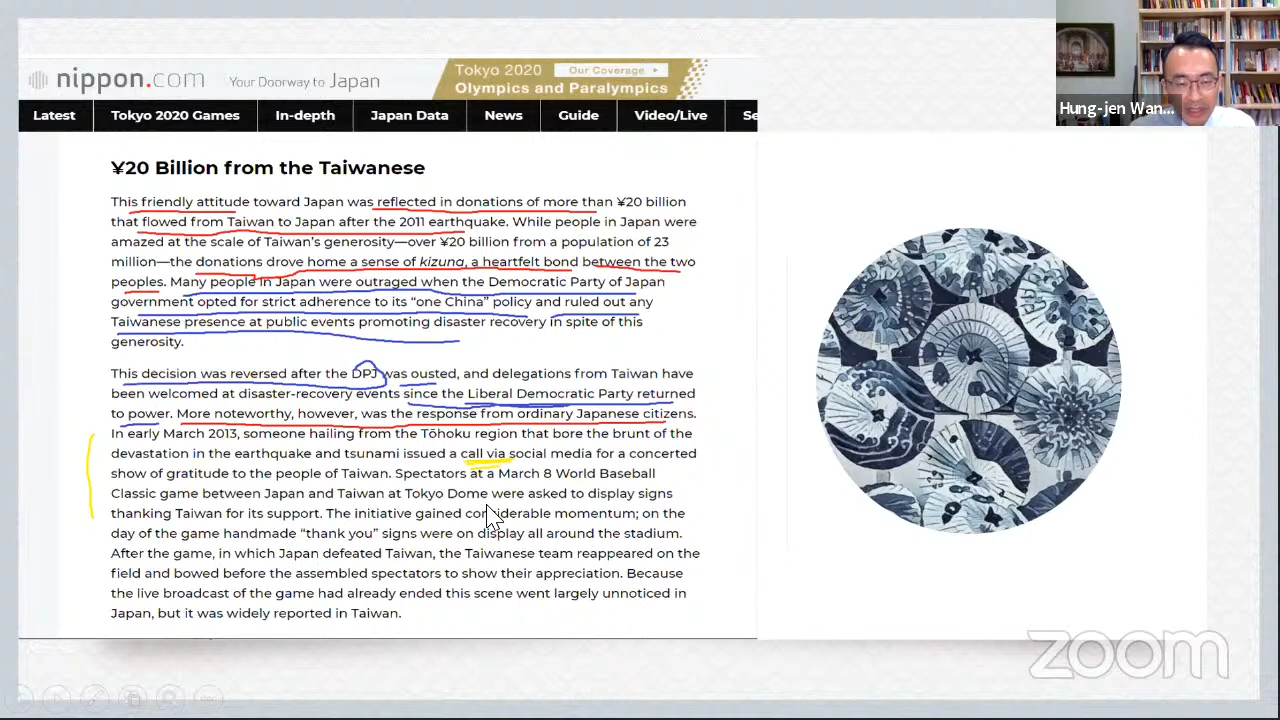 nippon.com Your Doorway to Japan
Tokyo 2020 Our Coverage
Olympics and Paralympics
Latest Tokyo 2020 Games In-depth Japan Data News Guide Video/Live Se
Hung-jen Wan...
¥20 Billion from the Taiwanese
This friendly attitude toward Japan was reflected in donations of more than ¥20 billion
that flowed from Taiwan to Japan after the 2011 earthquake. While people in Japan were
amazed at the scale of Taiwan's generosity—over ¥20 billion from a population of 23
million—the donations drove home a sense of kizuna, a heartfelt bond between the two
peoples. Many people in Japan were outraged when the Democratic Party of Japan
government opted for strict adherence to its "one China" policy and ruled out any
Taiwanese presence at public events promoting disaster recovery in spite of this
generosity.
This decision was reversed after the DPJ was ousted, and delegations from Taiwan have
been welcomed at disaster-recovery events since the Liberal Democratic Party returned
to power. More noteworthy, however, was the response from ordinary Japanese citizens.
In early March 2013, someone hailing from the Tōhoku region that bore the brunt of the
devastation in the earthquake and tsunami issued a call via social media for a concerted
show of gratitude to the people of Taiwan. Spectators at a March 8 World Baseball
Classic game between Japan and Taiwan at Tokyo Dome were asked to display signs
thanking Taiwan for its support. The initiative gained considerable momentum; on the
day of the game handmade "thank you" signs were on display all around the stadium.
After the game, in which Japan defeated Taiwan, the Taiwanese team reappeared on the
field and bowed before the assembled spectators to show their appreciation. Because
the live broadcast of the game had already ended this scene went largely unnoticed in
Japan, but it was widely reported in Taiwan.
zoom